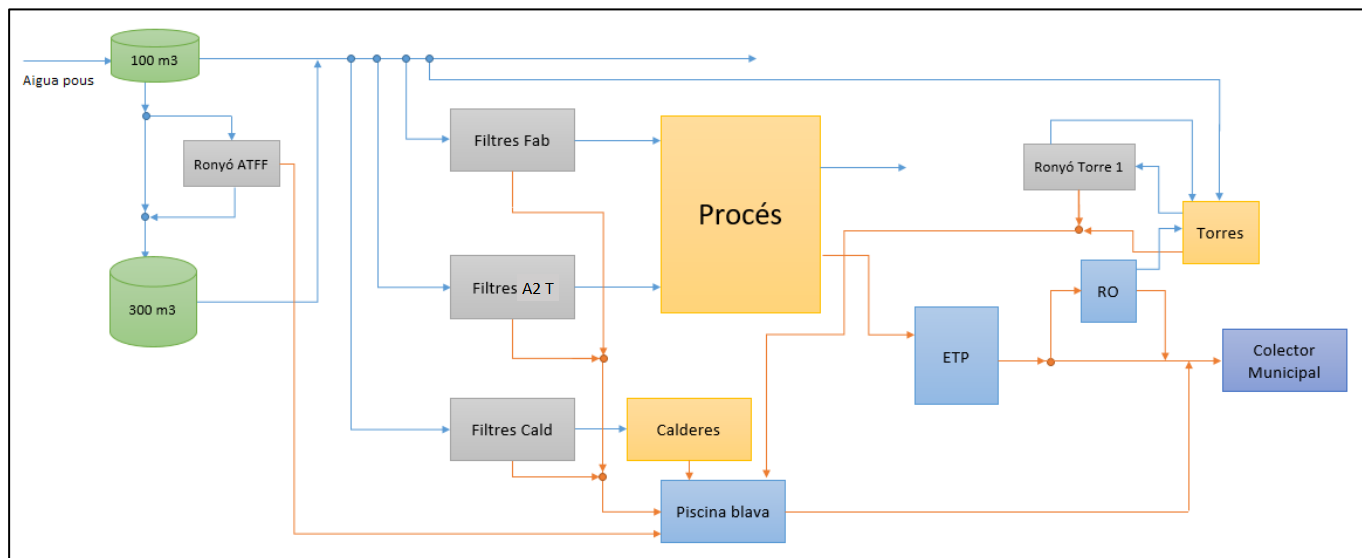 100 m3
Aigua pous
Filtres Fab
Ronyó ATFF
Ronyó Torre 1
Procés
Torres
Filtres A2 T
300 m3
RO
ETP
Colector
Municipal
Filtres Cald
Calderes
Piscina blava